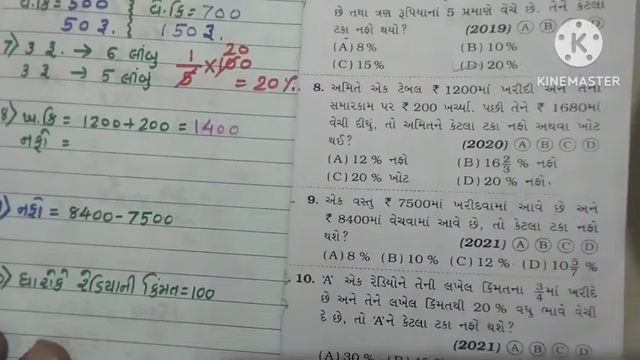 500 } વે.કિં = 700
50રૂ. } 150રૂ.
7) 3 રૂ. → 6 લીંબુ
3 રૂ → 5 લીંબુ
1/5 × 100 20
= 20 %.
8) ખ.કિં = 1200+200 = 1400
નફો =
નફો = 8400-7500
ધારોકે રેડિયાની કિંમત=100
છે તથા ત્રણ રૂપિયાનાં 5 પ્રમાણે વેચે છે. તેને કેટલા
ટકા નફો થયો? (2019) A B
(A) 8% (B) 10%
(C) 15% (D) 20%
KINEMASTER
8. અમિતે એક ટેબલ ₹ 1200માં ખરીદી અને તેના
સમારકામ પર ₹ 200 ખર્ચ્યા. પછી તેને ₹ 1680માં
વેચી દીધું, તો અમિતને કેટલા ટકા નફો અથવા ખોટ
થઈ? (2020) A B C D
(A) 12 % નફો (B) 16 2/3 % નફો
(C) 20 % ખોટ (D) 20 % નફો
9. એક વસ્તુ ₹ 7500માં ખરીદવામાં આવે છે અને
₹ 8400માં વેચવામાં આવે છે, તો કેટલા ટકા નફો
થશે? (2021) A B C D
(A) 8 % (B) 10 % (C) 12 % (D) 10 5/7 %
10. 'A' એક રેડિયોને તેની લખેલ કિંમતના 3/4માં ખરીદે
છે અને તેને લખેલ કિંમતથી 20 % વધુ ભાવે વેચી
દે છે, તો 'A'ને કેટલા ટકા નફો થશે?
(2021) A B C D
(A) 30 %